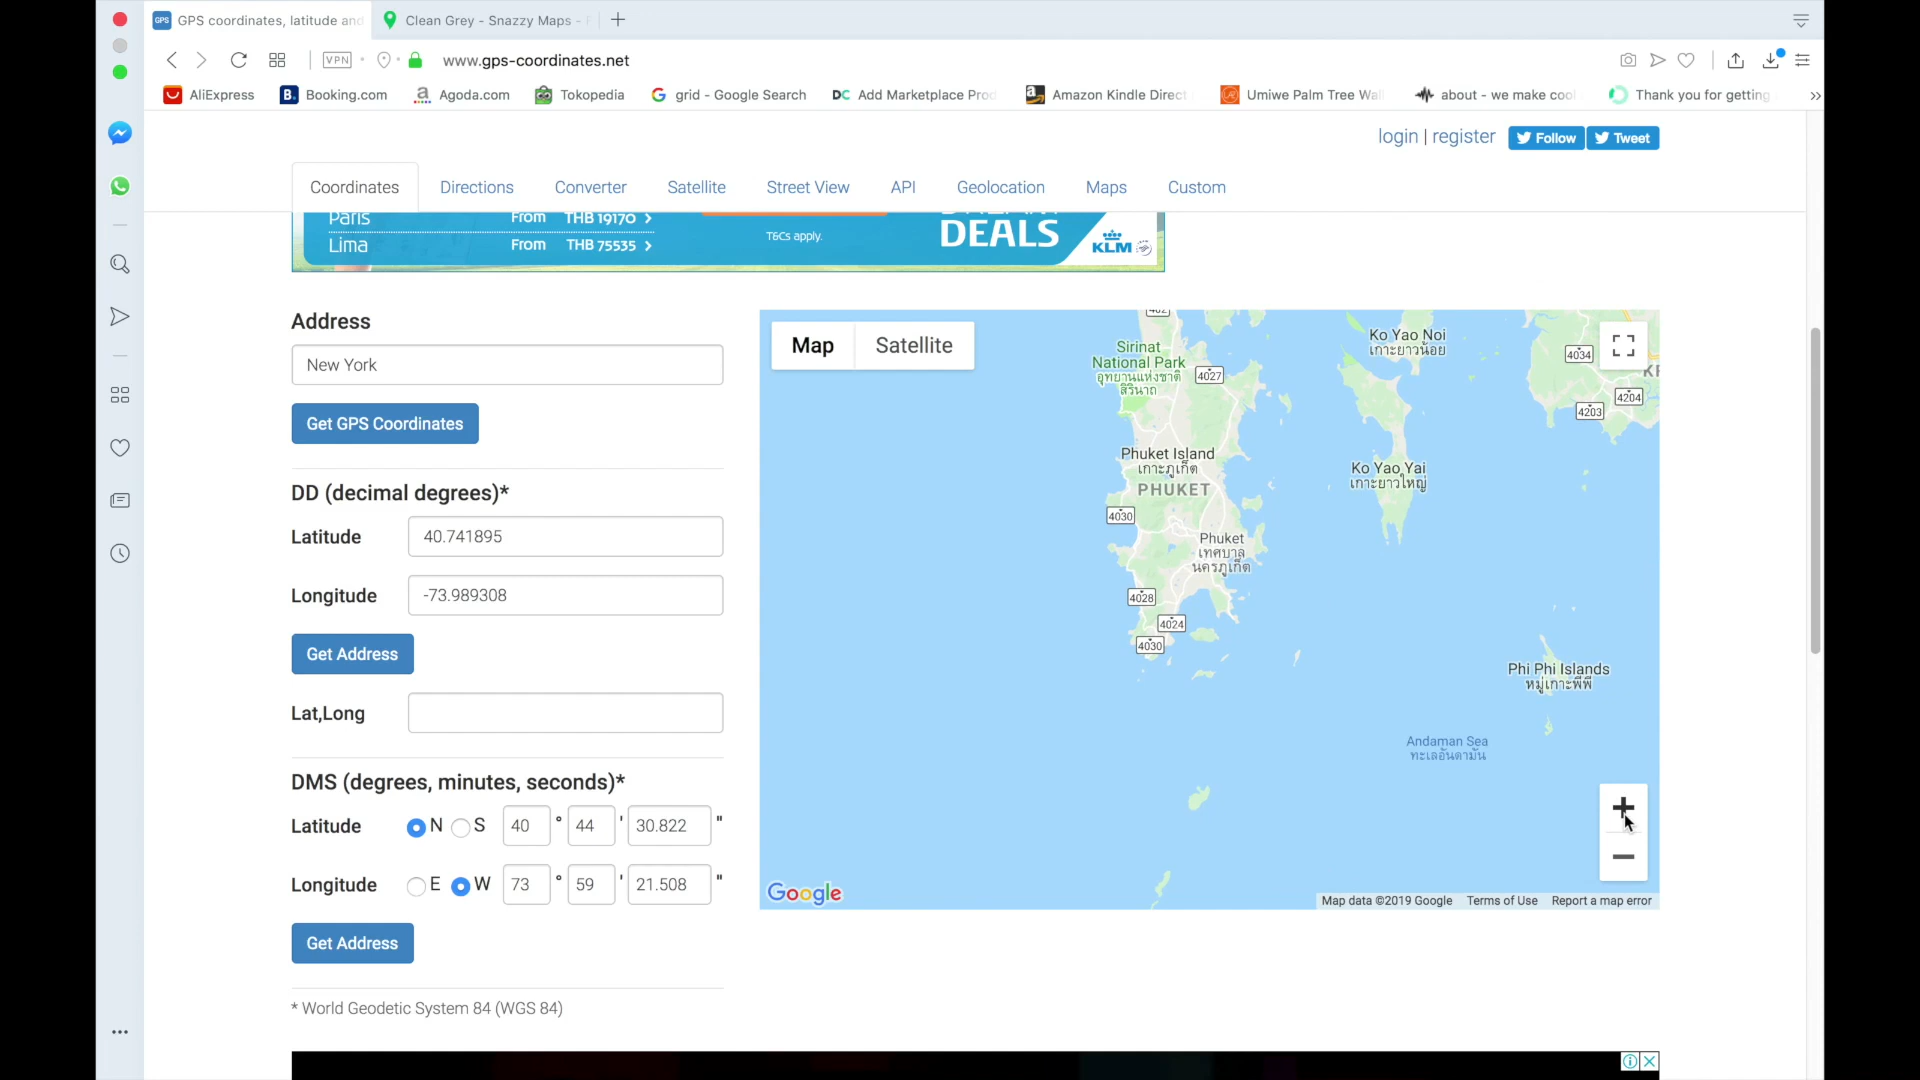 GPS GPS coordinates, latitude and
Clean Grey - Snazzy Maps -
VPN
www.gps-coordinates.net
AliExpress
B. Booking.com
a Agoda.com
Tokopedia
G grid - Google Search
DC Add Marketplace Prod
a Amazon Kindle Direct
Umiwe Palm Tree Wal
about - we make cool
Thank you for getting
login | register
Follow
Tweet
Coordinates
Directions
Converter
Satellite
Street View
API
Geolocation
Maps
Custom
Paris From THB 19170 >
Lima From THB 75535 >
T&Cs apply.
DEALS
KLM
Address
New York
Get GPS Coordinates
DD (decimal degrees)*
Latitude 40.741895
Longitude -73.989308
Get Address
Lat,Long
DMS (degrees, minutes, seconds)*
Latitude N S 40 ° 44 ' 30.822 "
Longitude E W 73 ° 59 ' 21.508 "
Get Address
* World Geodetic System 84 (WGS 84)
Map Satellite
402
Sirinat
National Park
อุทยานแห่งชาติ
สิรินาถ
4027
Ko Yao Noi
เกาะยาวน้อย
4034
KR
4204
4203
Phuket Island
เกาะภูเก็ต
PHUKET
Ko Yao Yai
เกาะยาวใหญ่
4030
Phuket
เทศบาล
นครภูเก็ต
4028
4024
4030
Phi Phi Islands
หมู่เกาะพีพี
Andaman Sea
ทะเลอันดามัน
Google
Map data ©2019 Google
Terms of Use
Report a map error